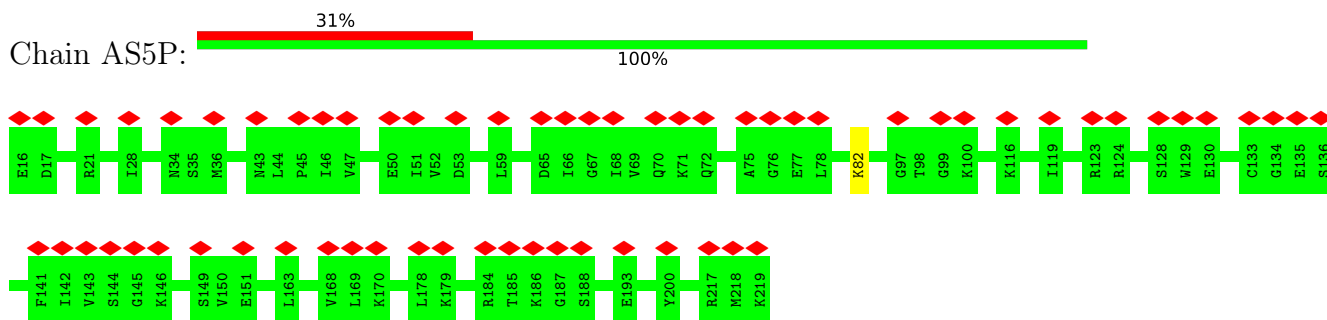 31%
Chain AS5P:
100%
E16 D17 R21 I28 N34 S35 M36 N43 L44 P45 I46 V47 E50 I51 V52 D53 L59 D65 I66 G67 I68 V69 Q70 K71 Q72 A75 G76 E77 L78 K82 G97 T98 G99 K100 K116 I119 R123 R124 S128 W129 E130 C133 G134 E135 S136
F141 I142 V143 S144 G145 K146 S149 V150 E151 L163 V168 L169 K170 L178 K179 R184 T185 K186 G187 S188 E193 Y200 R217 M218 K219